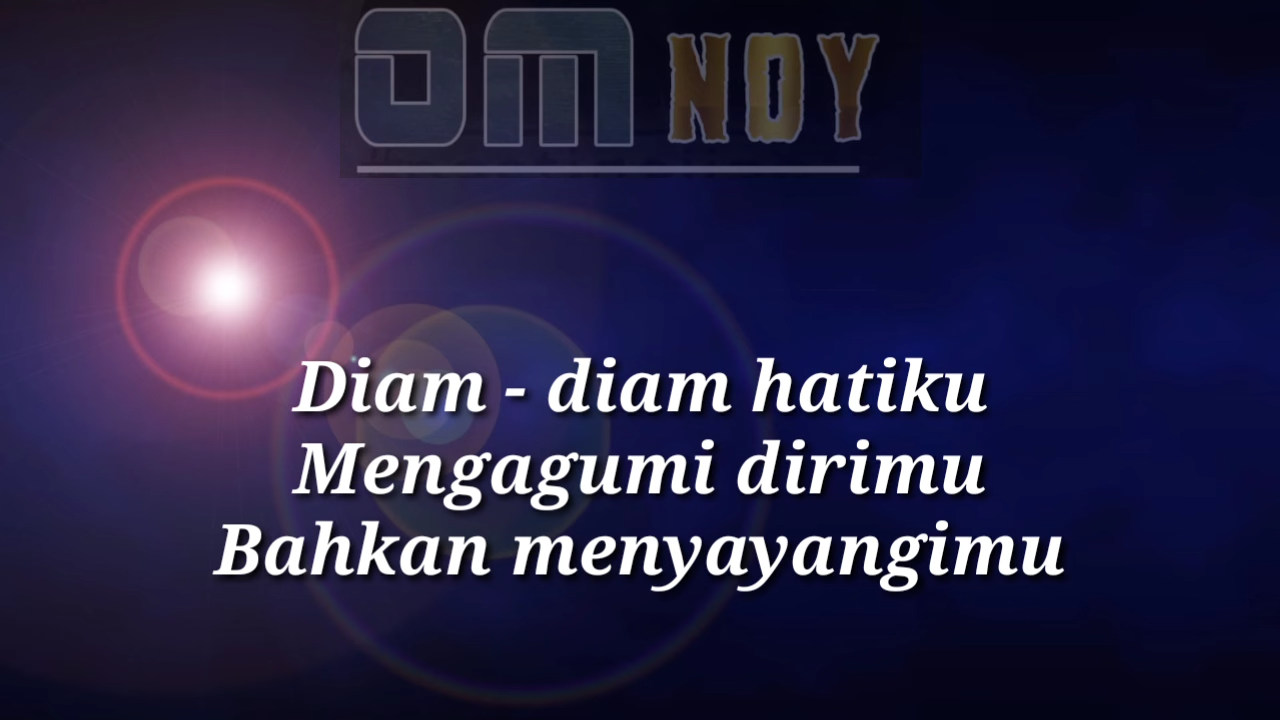 OM NOY
Diam - diam hatiku
Mengagumi dirimu
Bahkan menyayangimu